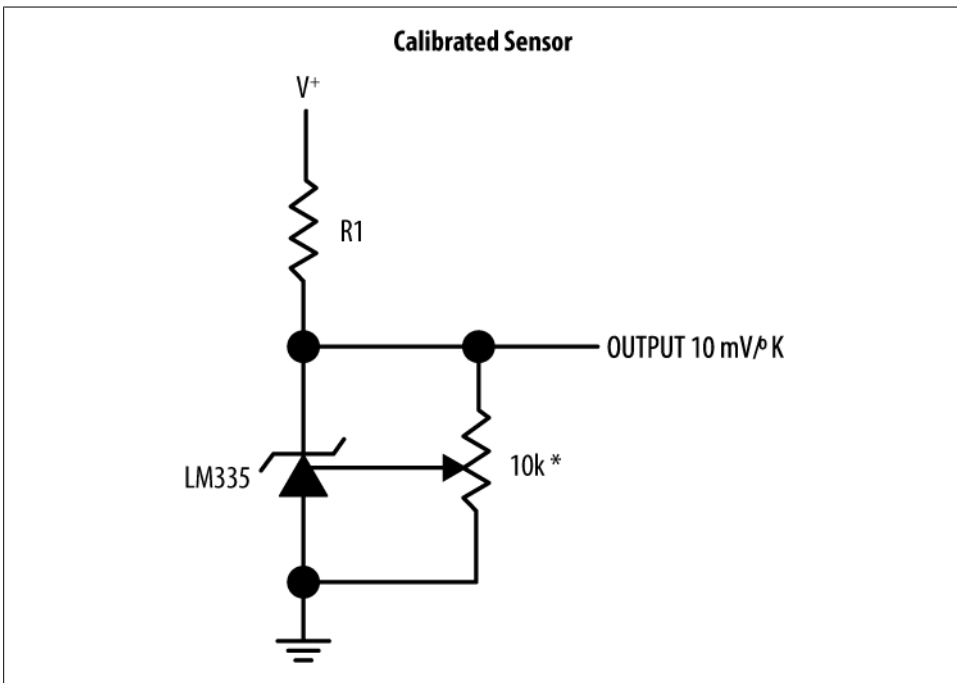 Calibrated Sensor
V+
R1
OUTPUT 10 mV/° K
LM335
10k *